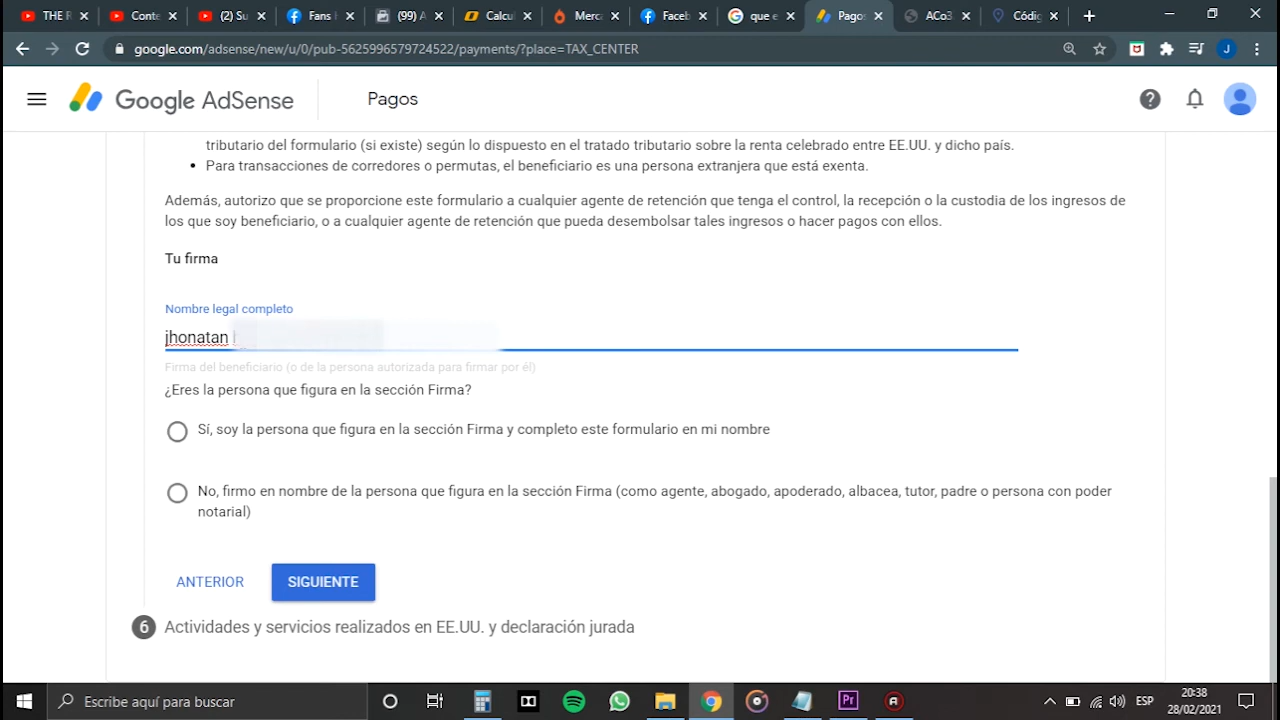 THE R
Conte
(2) Su
Fans
(99) A
Calcul
Merca
Faceb
que e
Pagos
ACo3
Códig
google.com/adsense/new/u/0/pub-5625996579724522/payments/?place=TAX_CENTER
J
Google AdSense
Pagos
tributario del formulario (si existe) según lo dispuesto en el tratado tributario sobre la renta celebrado entre EE.UU. y dicho país.
• Para transacciones de corredores o permutas, el beneficiario es una persona extranjera que está exenta.
Además, autorizo que se proporcione este formulario a cualquier agente de retención que tenga el control, la recepción o la custodia de los ingresos de
los que soy beneficiario, o a cualquier agente de retención que pueda desembolsar tales ingresos o hacer pagos con ellos.
Tu firma
Nombre legal completo
jhonatan
Firma del beneficiario (o de la persona autorizada para firmar por él)
¿Eres la persona que figura en la sección Firma?
Sí, soy la persona que figura en la sección Firma y completo este formulario en mi nombre
No, firmo en nombre de la persona que figura en la sección Firma (como agente, abogado, apoderado, albacea, tutor, padre o persona con poder
notarial)
ANTERIOR
SIGUIENTE
6 Actividades y servicios realizados en EE.UU. y declaración jurada
Escribe aquí para buscar
Pr
ESP
20:38
28/02/2021